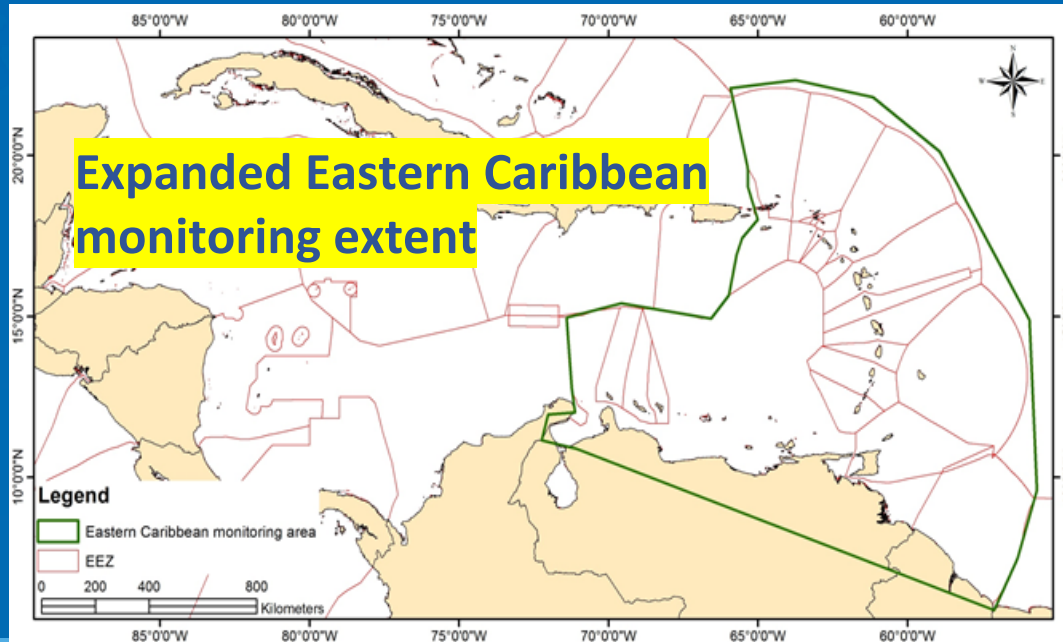 85°0'0"W 80°0'0"W 75°0'0"W 70°0'0"W 65°0'0"W 60°0'0"W
N
W E
S
20°0'0"N
Expanded Eastern Caribbean
monitoring extent
15°0'0"N
10°0'0"N
Legend
Eastern Caribbean monitoring area
EEZ
0 200 400 800
Kilometers
85°0'0"W 80°0'0"W 75°0'0"W 70°0'0"W 65°0'0"W 60°0'0"W